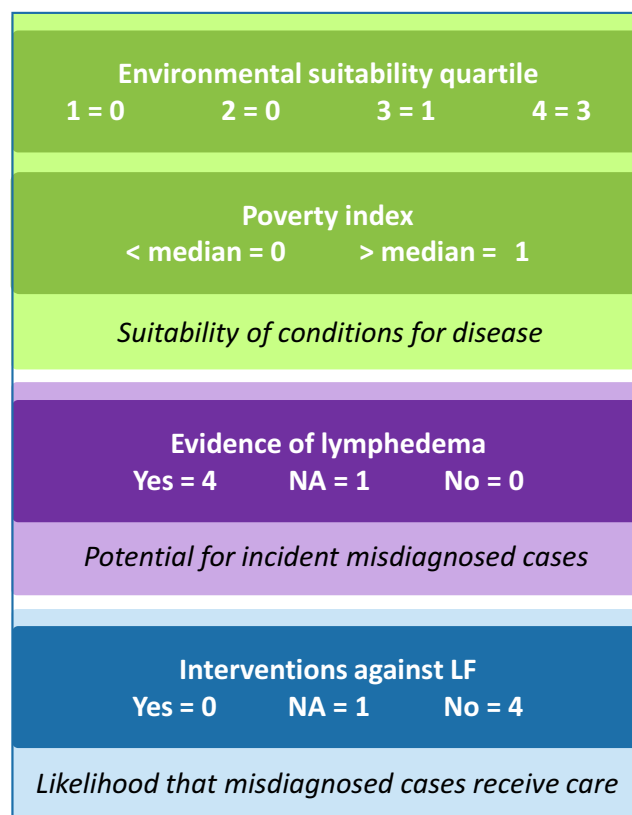 Environmental suitability quartile
1 = 0 2 = 0 3 = 1 4 = 3
Poverty index
< median = 0 > median = 1
Suitability of conditions for disease
Evidence of lymphedema
Yes = 4 NA = 1 No = 0
Potential for incident misdiagnosed cases
Interventions against LF
Yes = 0 NA = 1 No = 4
Likelihood that misdiagnosed cases receive care